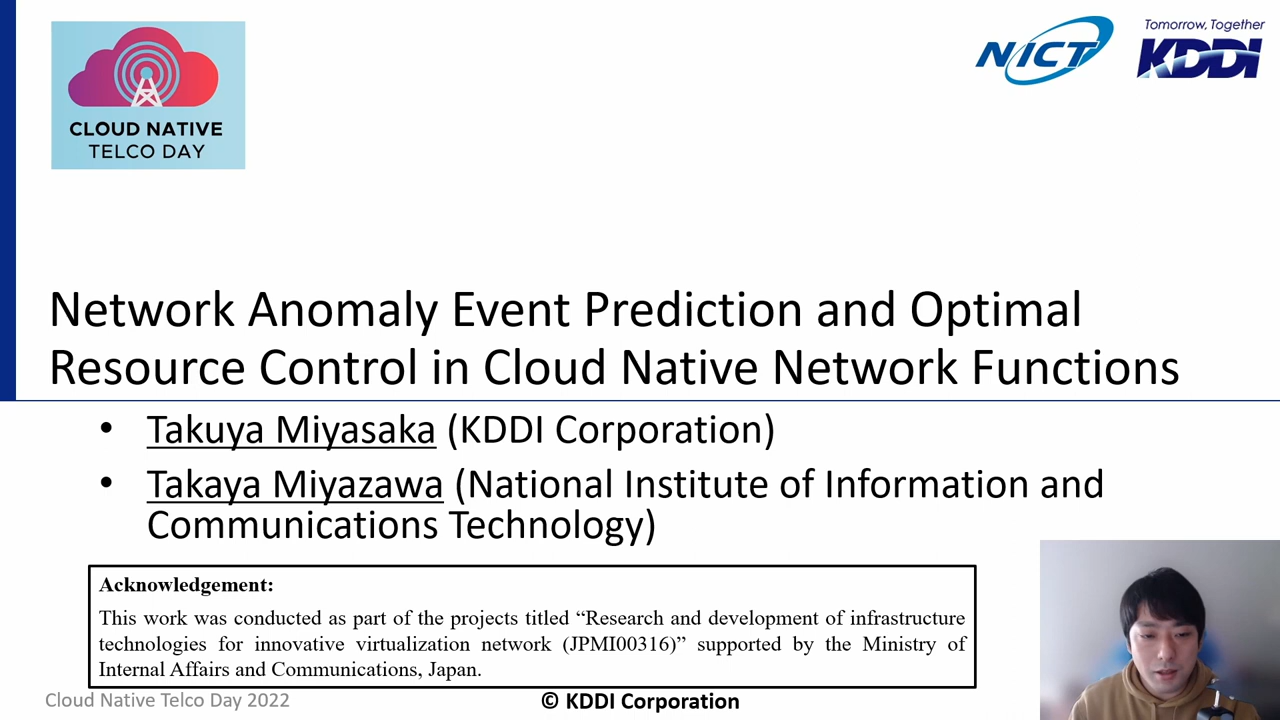 CLOUD NATIVE
TELCO DAY
NICT
Tomorrow, Together
KDDI
Network Anomaly Event Prediction and Optimal
Resource Control in Cloud Native Network Functions
• Takuya Miyasaka (KDDI Corporation)
• Takaya Miyazawa (National Institute of Information and
Communications Technology)
Acknowledgement:
This work was conducted as part of the projects titled “Research and development of infrastructure
technologies for innovative virtualization network (JPMI00316)” supported by the Ministry of
Internal Affairs and Communications, Japan.
Cloud Native Telco Day 2022
© KDDI Corporation